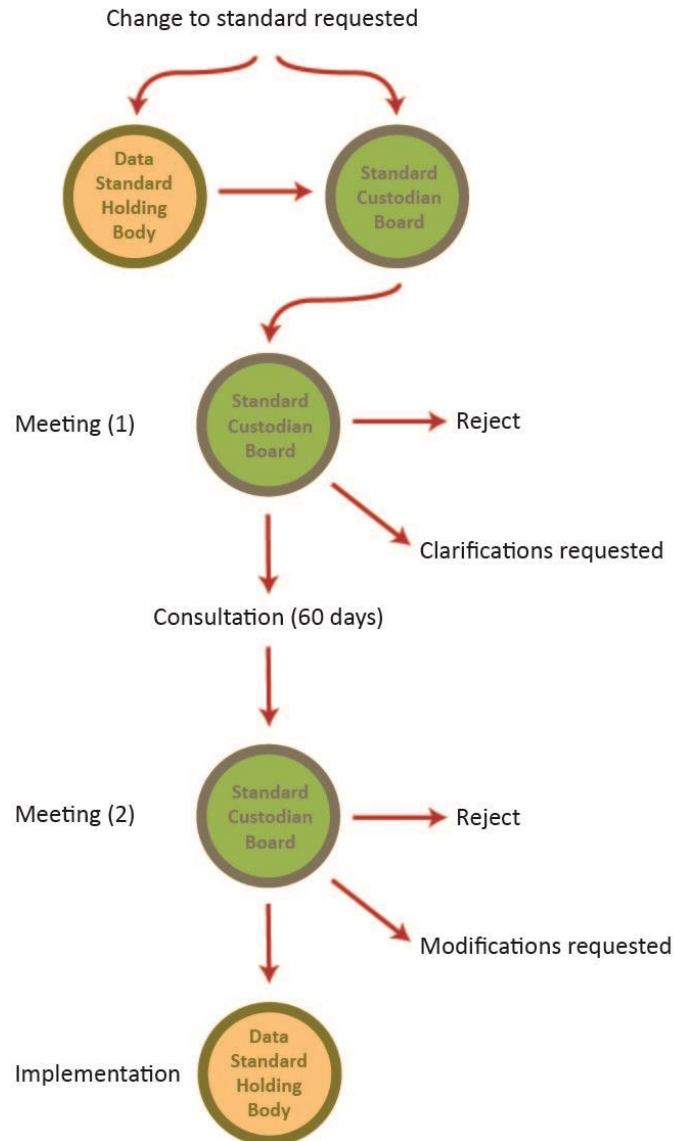 Change to standard requested
Data
Standard
Holding
Body
Standard
Custodian
Board
Meeting (1)
Standard
Custodian
Board
Reject
Clarifications requested
Consultation (60 days)
Meeting (2)
Standard
Custodian
Board
Reject
Modifications requested
Implementation
Data
Standard
Holding
Body